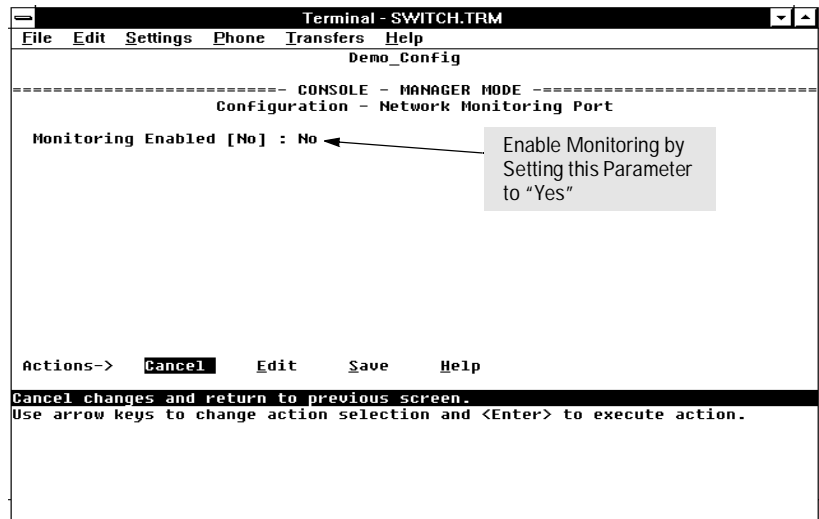 Terminal - SWITCH.TRM
File Edit Settings Phone Transfers Help
Demo_Config
==========================- CONSOLE - MANAGER MODE -===========================
Configuration - Network Monitoring Port
Monitoring Enabled [No] : No
Enable Monitoring by
Setting this Parameter
to “Yes”
Actions-> Cancel Edit Save Help
Cancel changes and return to previous screen.
Use arrow keys to change action selection and <Enter> to execute action.